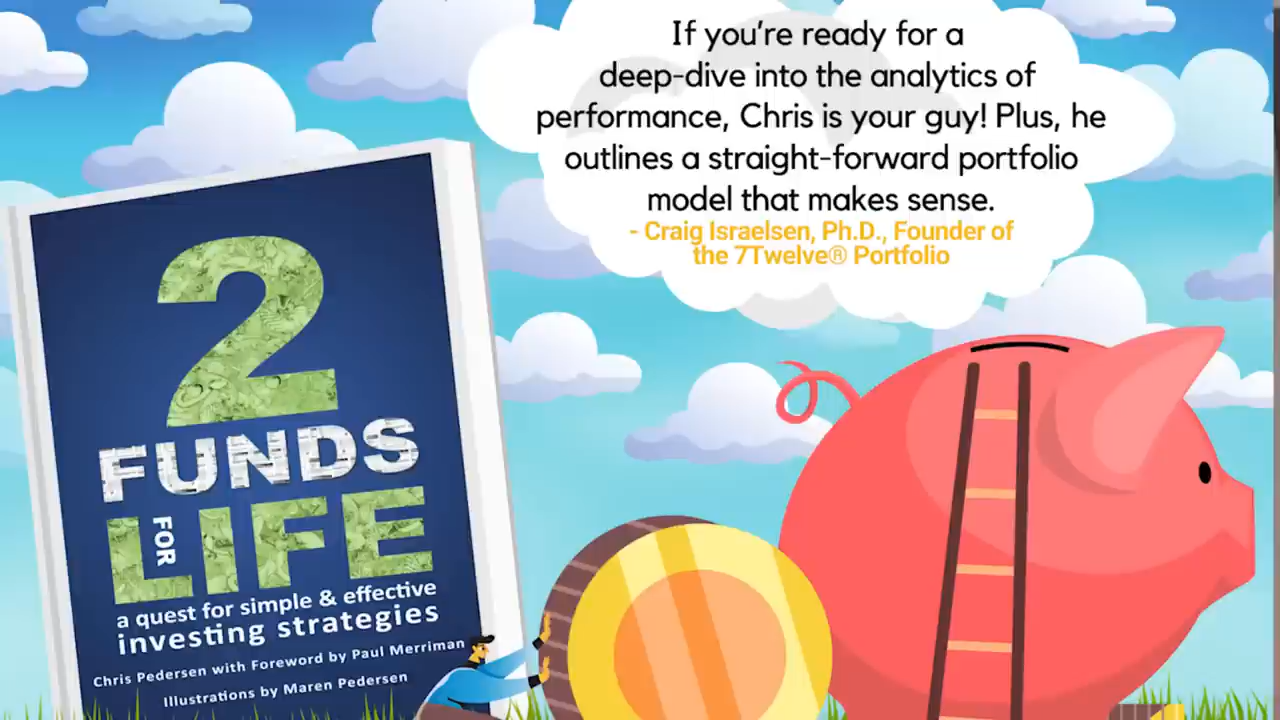 If you’re ready for a
deep-dive into the analytics of
performance, Chris is your guy! Plus, he
outlines a straight-forward portfolio
model that makes sense.
- Craig Israelsen, Ph.D., Founder of
the 7Twelve® Portfolio
2
FUNDS
FOR
LIFE
a quest for simple & effective
investing strategies
Chris Pedersen with Foreword by Paul Merriman
Illustrations by Maren Pedersen